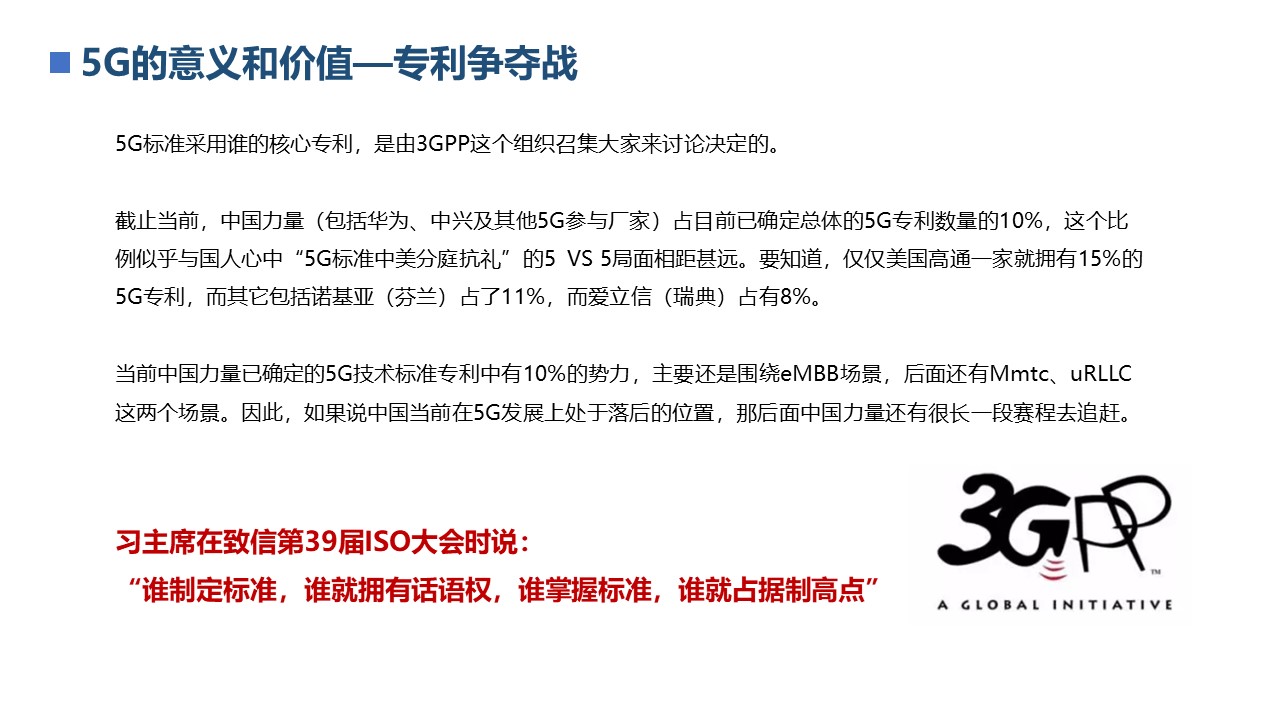 5G的意义和价值—专利争夺战
5G标准采用谁的核心专利，是由3GPP这个组织召集大家来讨论决定的。
截止当前，中国力量（包括华为、中兴及其他5G参与厂家）占目前已确定总体的5G专利数量的10%，这个比
例似乎与国人心中“5G标准中美分庭抗礼”的5 VS 5局面相距甚远。要知道，仅仅美国高通一家就拥有15%的
5G专利，而其它包括诺基亚（芬兰）占了11%，而爱立信（瑞典）占有8%。
当前中国力量已确定的5G技术标准专利中有10%的势力，主要还是围绕eMBB场景，后面还有Mmtc、uRLLC
这两个场景。因此，如果说中国当前在5G发展上处于落后的位置，那后面中国力量还有很长一段赛程去追赶。
习主席在致信第39届ISO大会时说：
“谁制定标准，谁就拥有话语权，谁掌握标准，谁就占据制高点”
3GPP™
A GLOBAL INITIATIVE